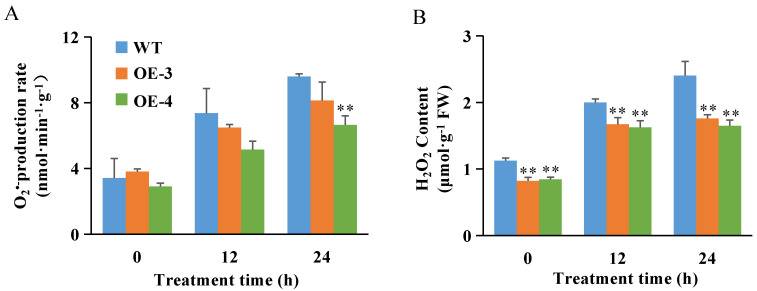 A
O₂•-production rate
(nmol·min⁻¹·g⁻¹)
12
8
4
0
WT
OE-3
OE-4
**
0
12
24
Treatment time (h)
B
H₂O₂ Content
(μmol·g⁻¹ FW)
3
2
1
0
**
**
**
**
**
**
0
12
24
Treatment time (h)